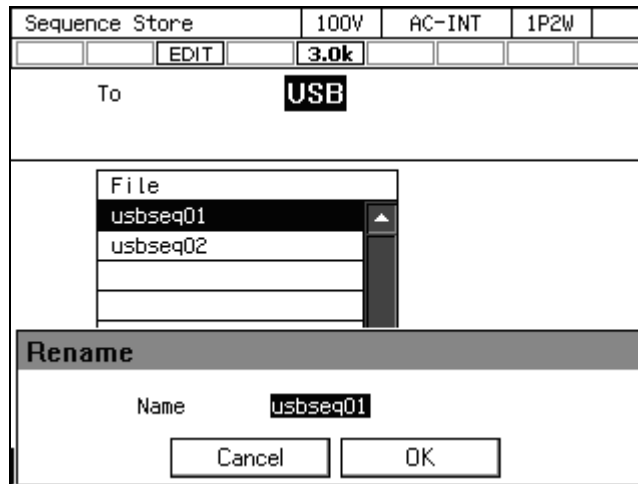 Sequence Store 100V AC-INT 1P2W
EDIT 3.0k
To USB
File
usbseq01
usbseq02
Rename
Name usbseq01
Cancel OK